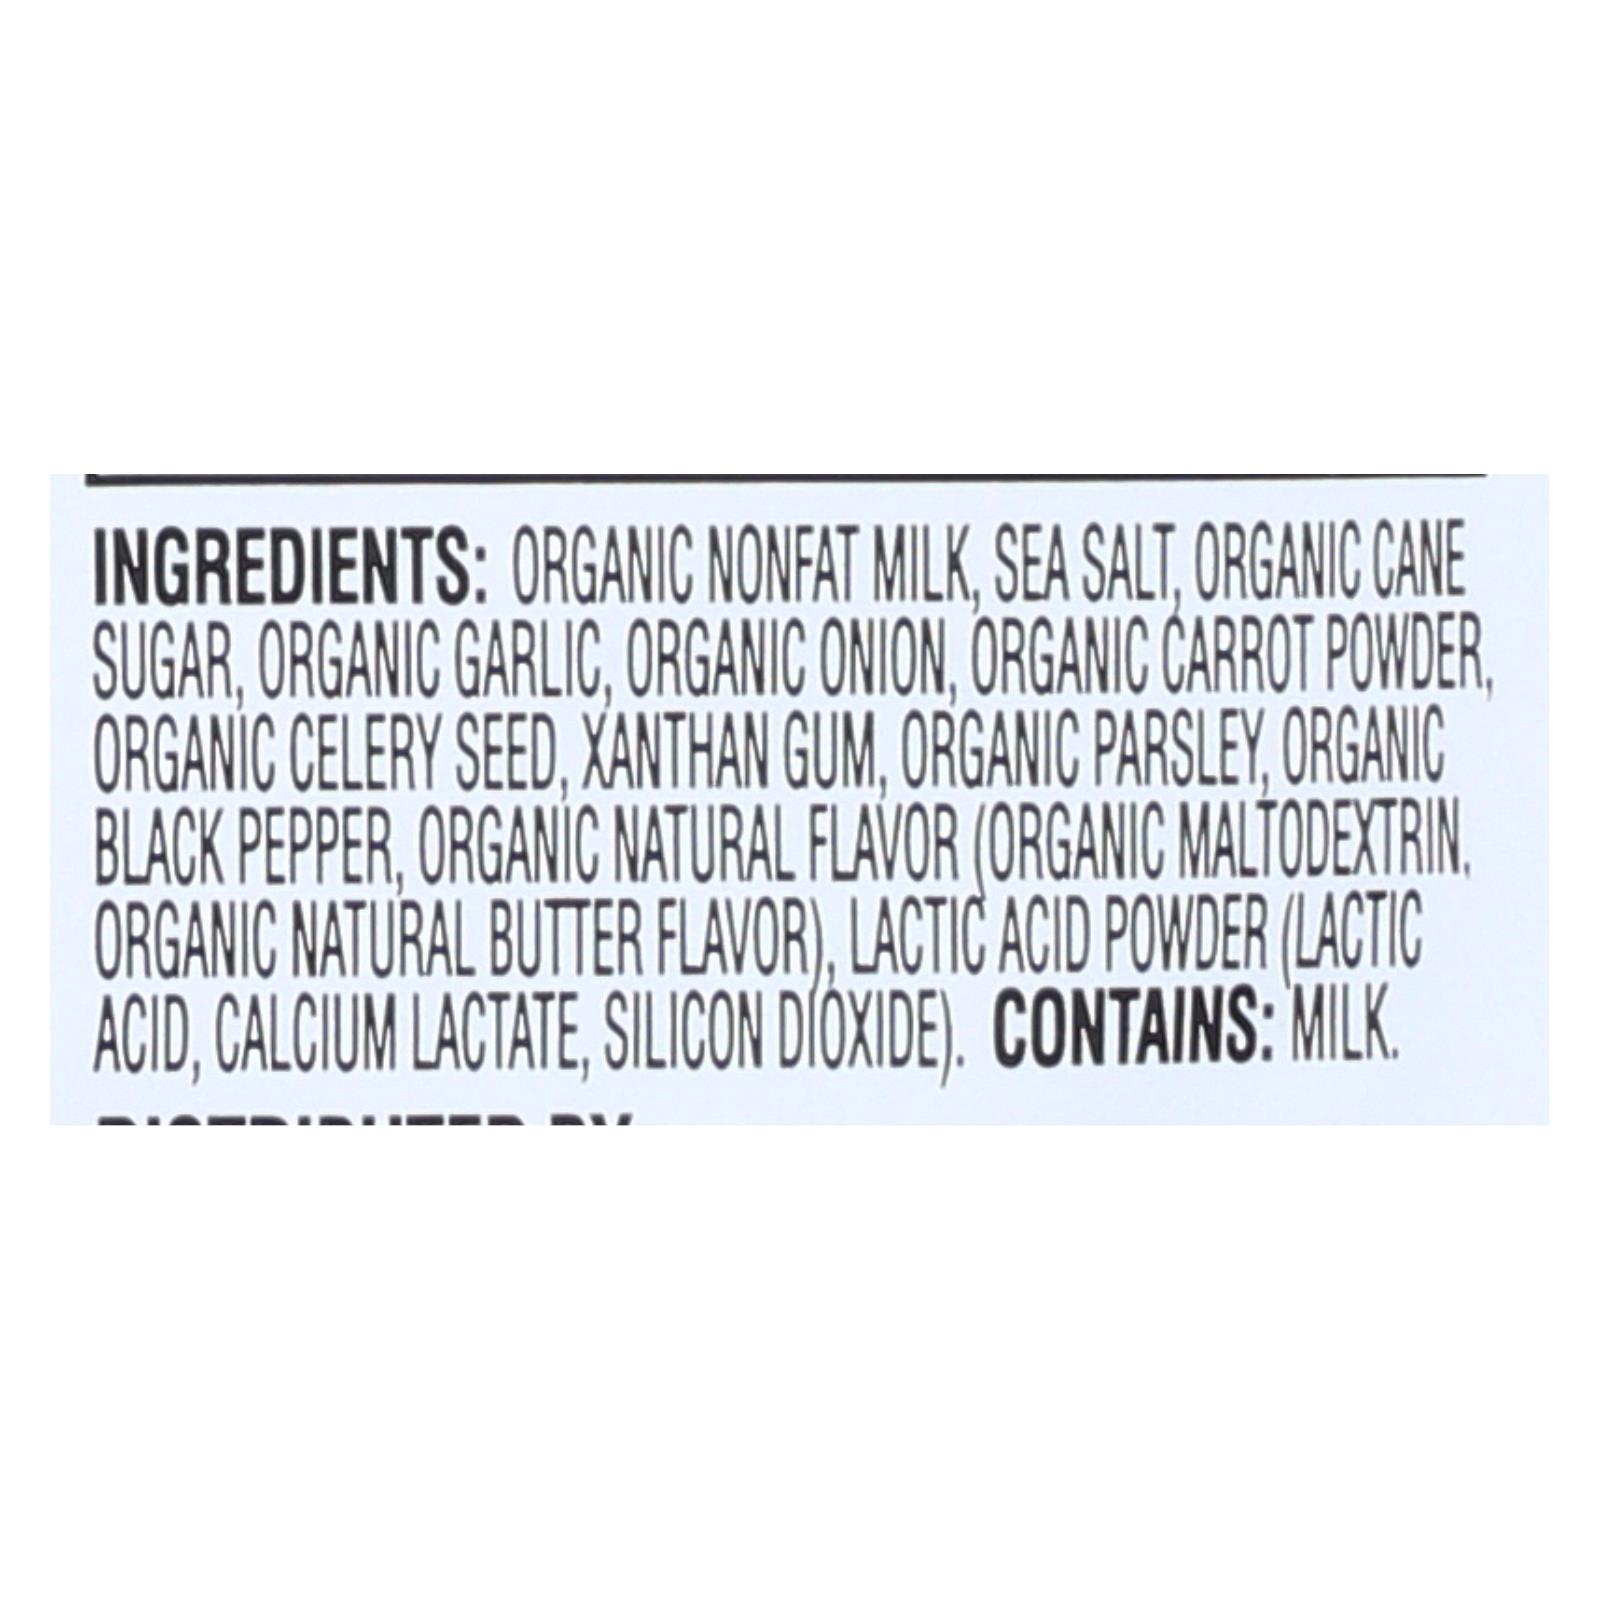 INGREDIENTS: ORGANIC NONFAT MILK, SEA SALT, ORGANIC CANE
SUGAR, ORGANIC GARLIC, ORGANIC ONION, ORGANIC CARROT POWDER,
ORGANIC CELERY SEED, XANTHAN GUM, ORGANIC PARSLEY, ORGANIC
BLACK PEPPER, ORGANIC NATURAL FLAVOR (ORGANIC MALTODEXTRIN.
ORGANIC NATURAL BUTTER FLAVOR), LACTIC ACID POWDER (LACTIC
ACID, CALCIUM LACTATE, SILICON DIOXIDE). CONTAINS: MILK.
DISTRIBUTED BY